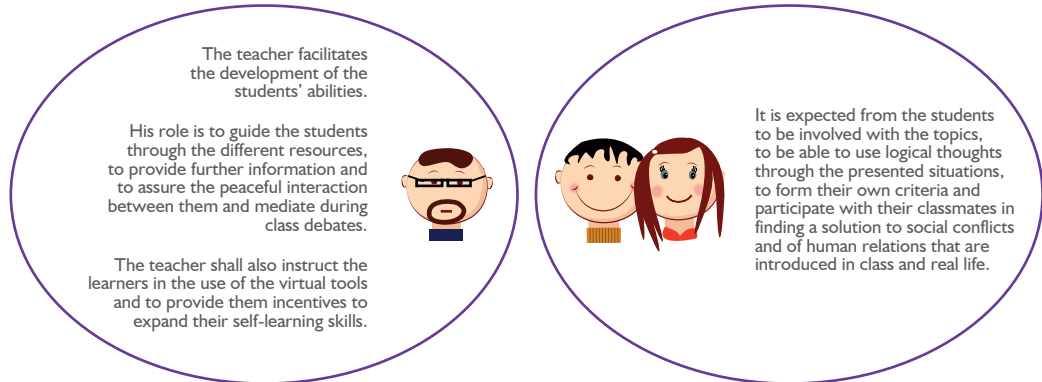 The teacher facilitates
the development of the
students’ abilities.
His role is to guide the students
through the different resources,
to provide further information and
to assure the peaceful interaction
between them and mediate during
class debates.
The teacher shall also instruct the
learners in the use of the virtual tools
and to provide them incentives to
expand their self-learning skills.
It is expected from the students
to be involved with the topics,
to be able to use logical thoughts
through the presented situations,
to form their own criteria and
participate with their classmates in
finding a solution to social conflicts
and of human relations that are
introduced in class and real life.